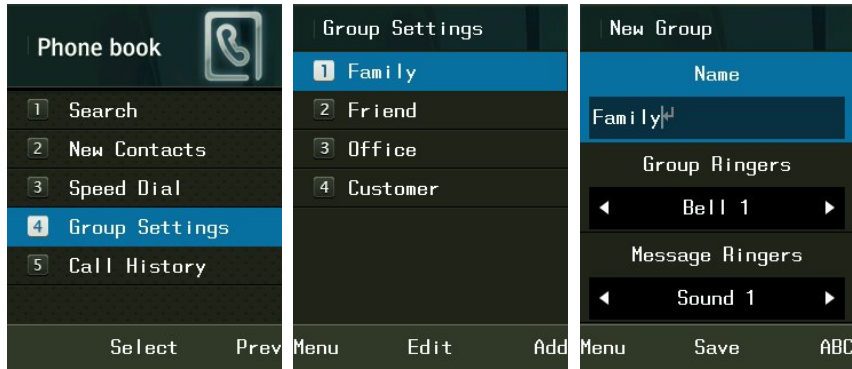 Phone book
1 Search
2 New Contacts
3 Speed Dial
4 Group Settings
5 Call History
Select Prev
Group Settings
1 Family
2 Friend
3 Office
4 Customer
Menu Edit Add
New Group
Name
Family
Group Ringers
Bell 1
Message Ringers
Sound 1
Menu Save ABC